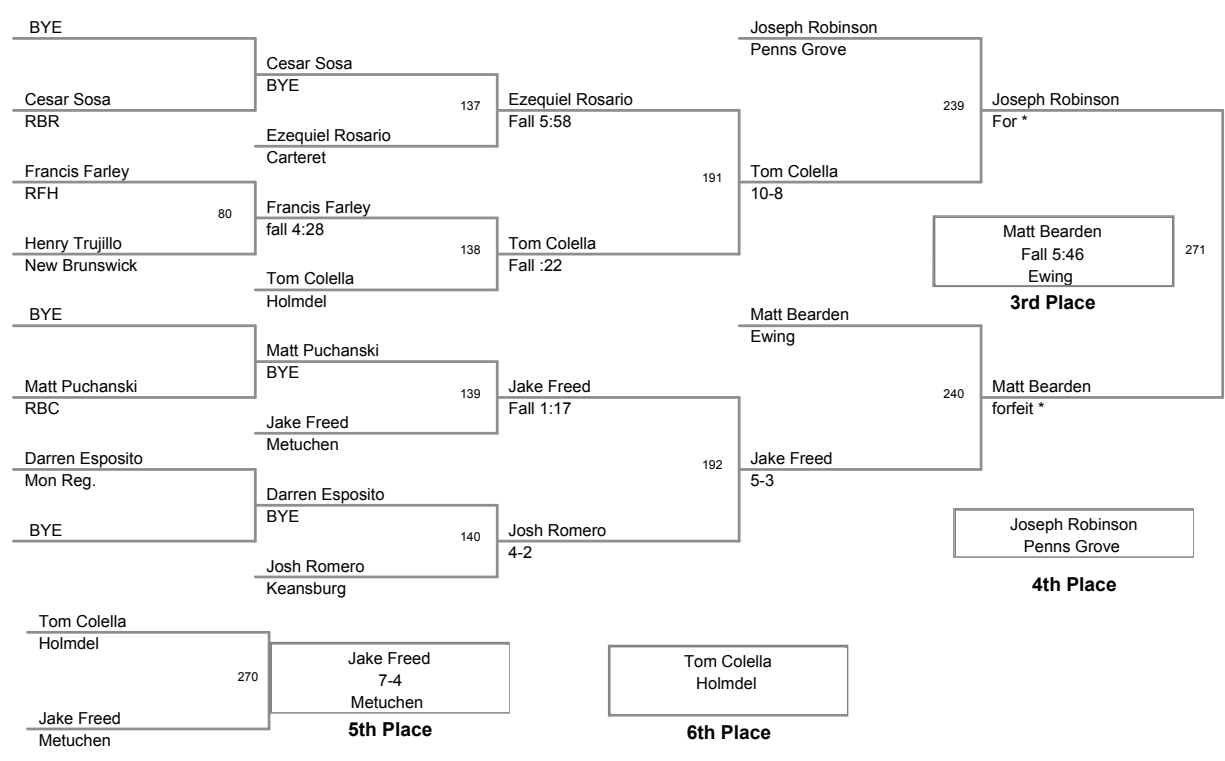 BYE
Cesar Sosa
RBR
Francis Farley
RFH
80
Henry Trujillo
New Brunswick
BYE
Matt Puchanski
RBC
Darren Esposito
Mon Reg.
BYE
Cesar Sosa
BYE
137
Ezequiel Rosario
Carteret
Francis Farley
fall 4:28
138
Tom Colella
Holmdel
Matt Puchanski
BYE
139
Jake Freed
Metuchen
Darren Esposito
BYE
140
Josh Romero
Keansburg
Ezequiel Rosario
Fall 5:58
191
Tom Colella
Fall :22
Jake Freed
Fall 1:17
192
Josh Romero
4-2
Joseph Robinson
Penns Grove
239
Tom Colella
10-8
Matt Bearden
Ewing
240
Jake Freed
5-3
Joseph Robinson
For *
Matt Bearden
Fall 5:46
Ewing
271
3rd Place
Matt Bearden
forfeit *
Joseph Robinson
Penns Grove
4th Place
Tom Colella
Holmdel
270
Jake Freed
Metuchen
Jake Freed
7-4
Metuchen
5th Place
Tom Colella
Holmdel
6th Place